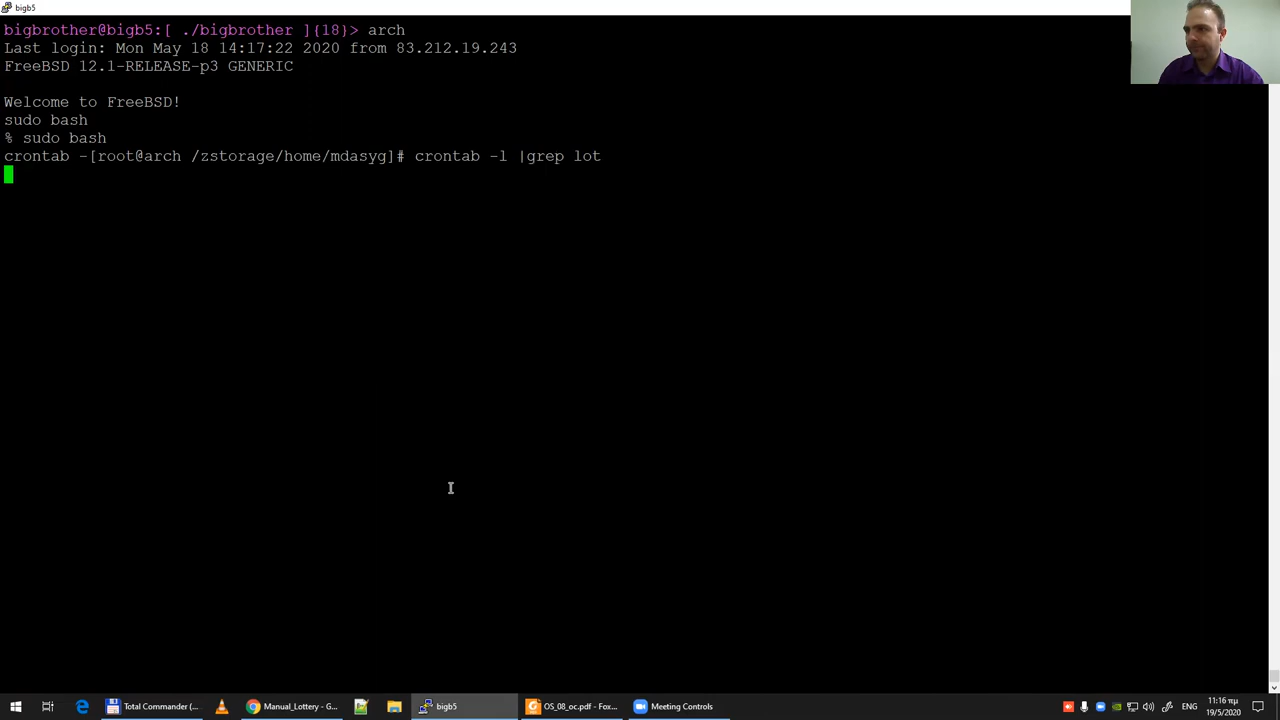 bigb5
bigbrother@bigb5:[ ./bigbrother ]{18}> arch
Last login: Mon May 18 14:17:22 2020 from 83.212.19.243
FreeBSD 12.1-RELEASE-p3 GENERIC
Welcome to FreeBSD!
sudo bash
% sudo bash
crontab -[root@arch /zstorage/home/mdasyg]# crontab -l |grep lot
Total Commander (...
Manual_Lottery - G...
bigb5
OS_08_oc.pdf - Fox...
Meeting Controls
ENG
11:16 πμ
19/5/2020